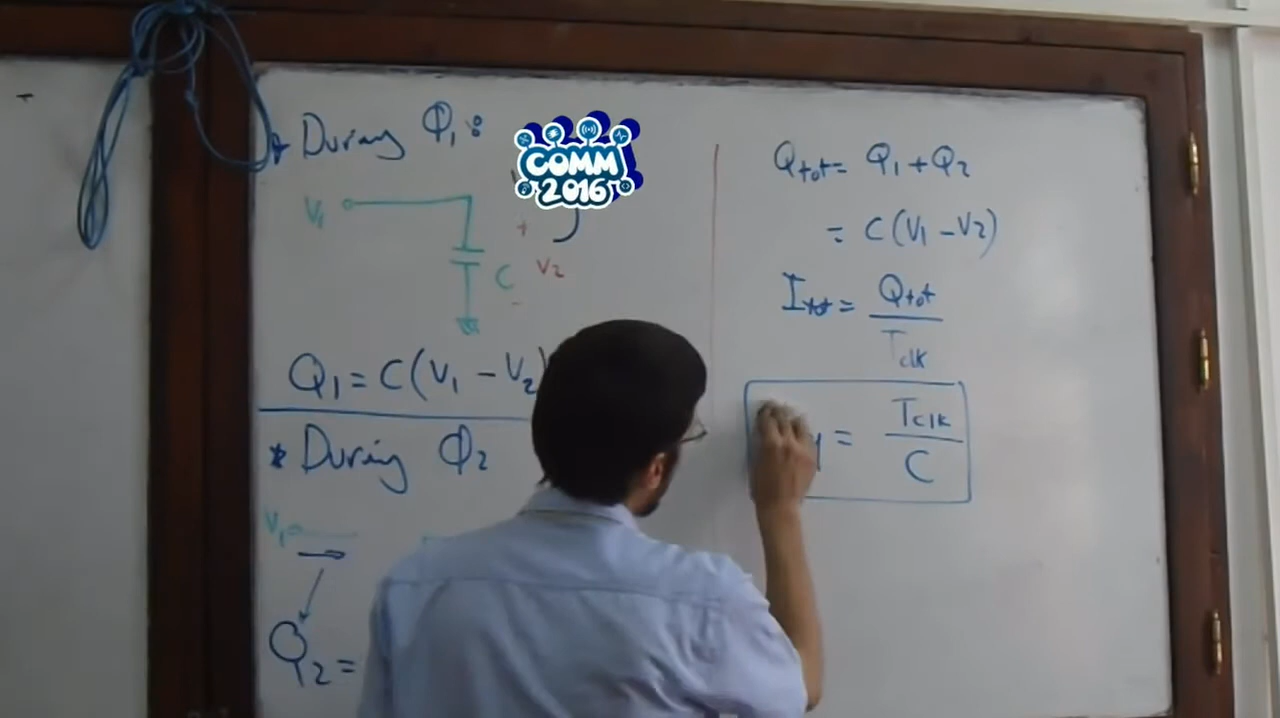 * During Φ1:
COMM
2016
V1
+
C
V2
-
Q1 = C(V1 - V2)
* During Φ2
V1
Q2 =
Qtot = Q1 + Q2
= C(V1 - V2)
Itot = Qtot / Tclk
= Tclk / C